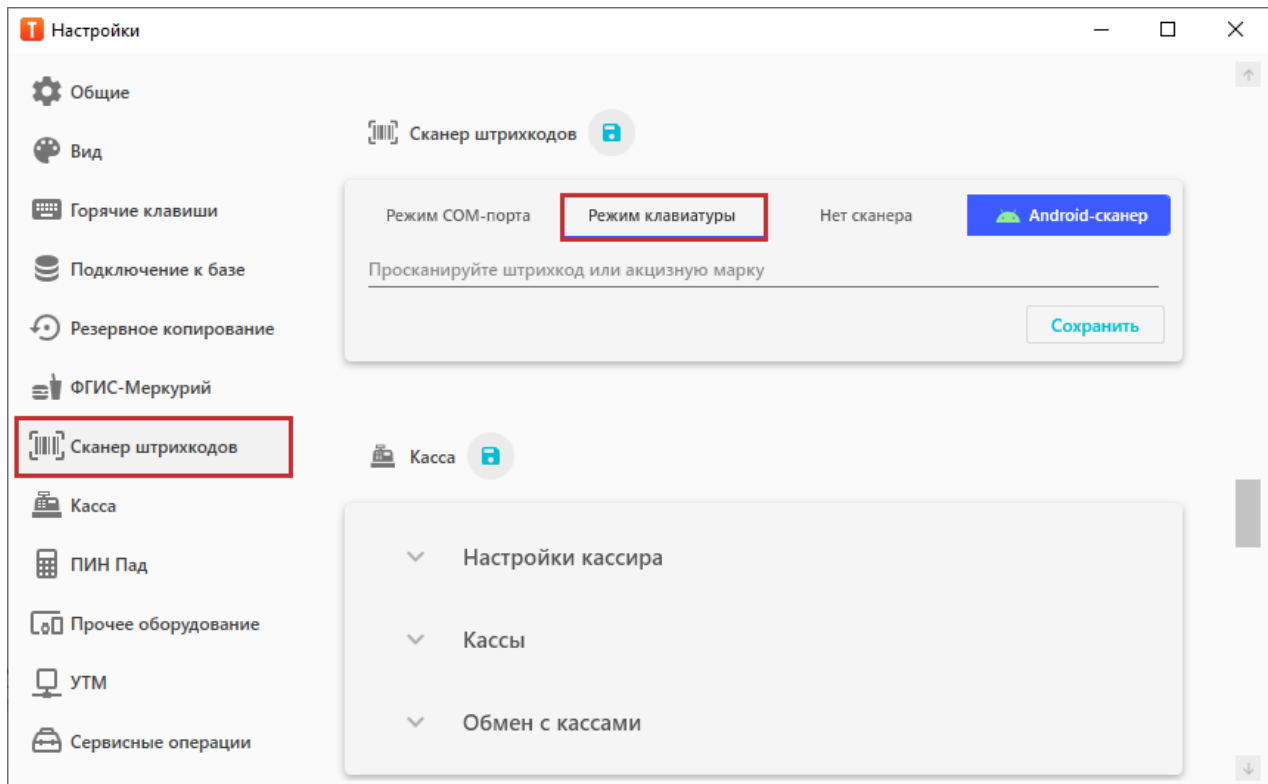 Настройки
Общие
Вид
Горячие клавиши
Подключение к базе
Резервное копирование
ФГИС-Меркурий
Сканер штрихкодов
Касса
ПИН Пад
Прочее оборудование
УТМ
Сервисные операции
Сканер штрихкодов
Режим COM-порта
Режим клавиатуры
Нет сканера
Android-сканер
Просканируйте штрихкод или акцизную марку
Сохранить
Касса
Настройки кассира
Кассы
Обмен с кассами